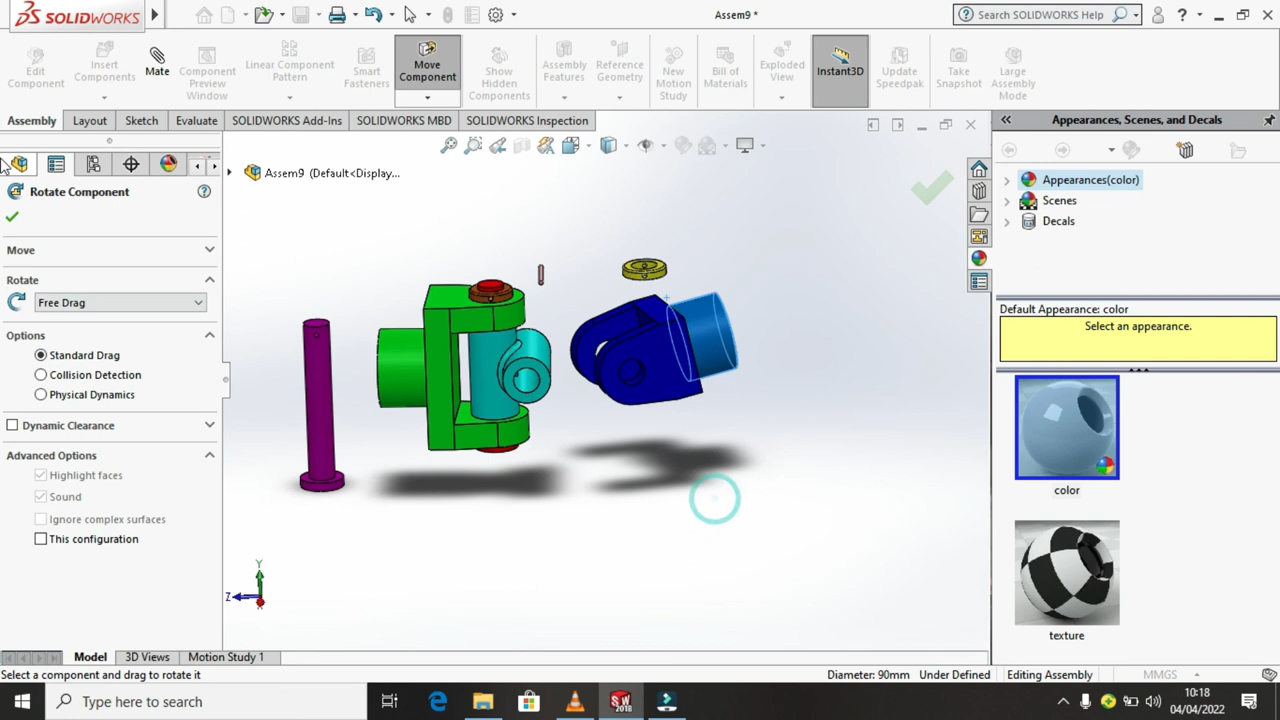 SOLIDWORKS
Assem9 *
Search SOLIDWORKS Help
Edit Component
Insert Components
Mate
Component Preview Window
Linear Component Pattern
Smart Fasteners
Move Component
Show Hidden Components
Assembly Features
Reference Geometry
New Motion Study
Bill of Materials
Exploded View
Instant3D
Update Speedpak
Take Snapshot
Large Assembly Mode
Assembly
Layout
Sketch
Evaluate
SOLIDWORKS Add-Ins
SOLIDWORKS MBD
SOLIDWORKS Inspection
Appearances, Scenes, and Decals
Rotate Component
Assem9 (Default<Display...
Appearances(color)
Scenes
Decals
Move
Rotate
Free Drag
Options
Standard Drag
Collision Detection
Physical Dynamics
Dynamic Clearance
Advanced Options
Highlight faces
Sound
Ignore complex surfaces
This configuration
Default Appearance: color
Select an appearance.
color
texture
Y
Z
Model
3D Views
Motion Study 1
Select a component and drag to rotate it
Diameter: 90mm
Under Defined
Editing Assembly
MMGS
Type here to search
SW
2018
10:18
04/04/2022